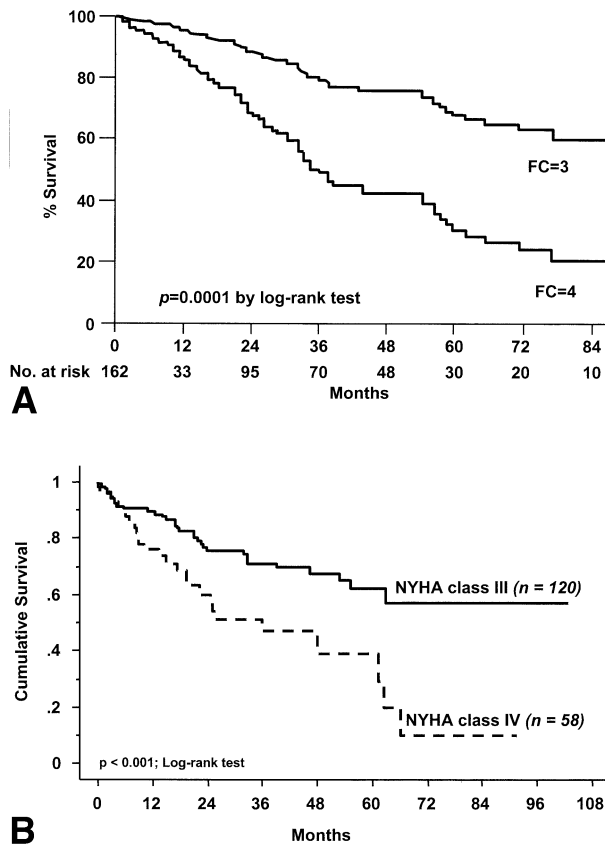 100
80
60
40
20
0
% Survival
FC=3
FC=4
p=0.0001 by log-rank test
0 12 24 36 48 60 72 84
No. at risk 162 33 95 70 48 30 20 10
Months
A
1
.8
.6
.4
.2
0
Cumulative Survival
NYHA class III (n = 120)
NYHA class IV (n = 58)
p < 0.001; Log-rank test
0 12 24 36 48 60 72 84 96 108
Months
B